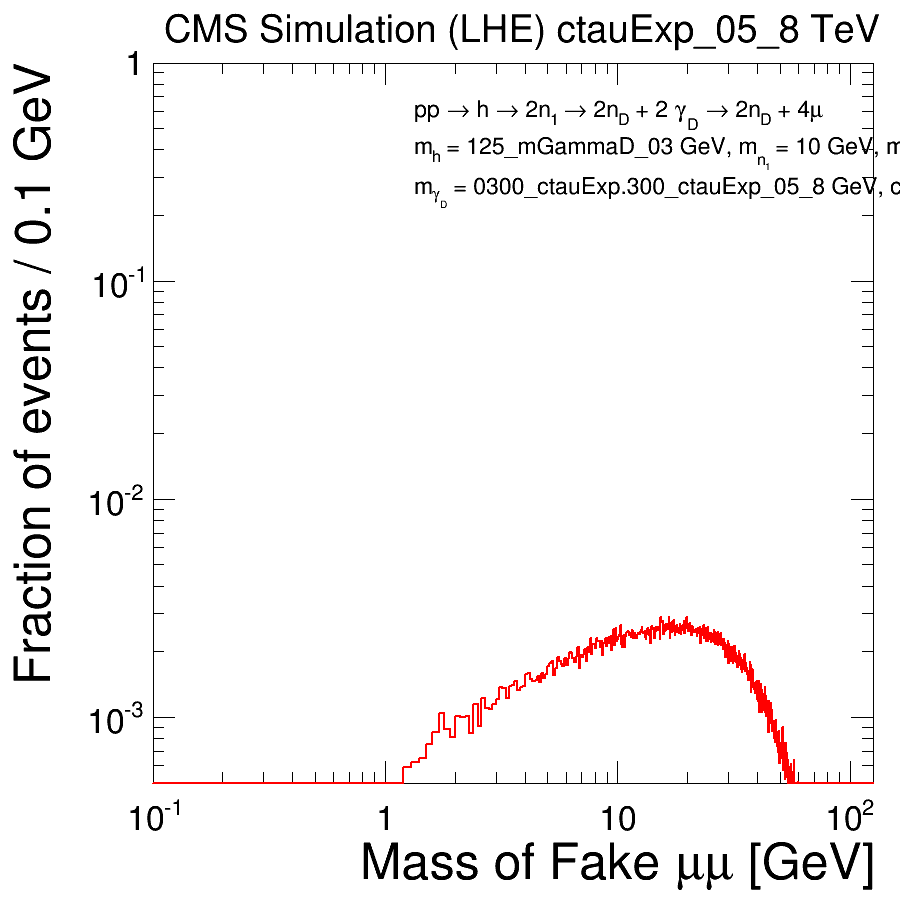 CMS Simulation (LHE) ctauExp_05_8 TeV
pp → h → 2n1 → 2nD + 2 γD → 2nD + 4μ
mh = 125_mGammaD_03 GeV, mn1 = 10 GeV, m
mγD = 0300_ctauExp.300_ctauExp_05_8 GeV, c
Fraction of events / 0.1 GeV
1
10-1
10-2
10-3
10-1 1 10 102
Mass of Fake μμ [GeV]